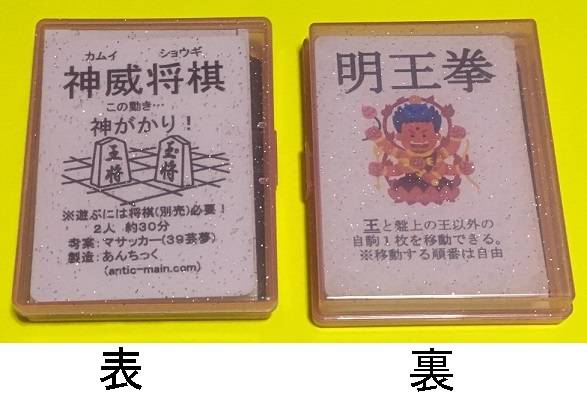 カムイ ショウギ
神威将棋
この動き…
神がかり！
王将 玉将
※遊ぶには将棋(別売)必要！
2人 約30分
考案：マサッカー(39芸夢)
製造：あんちっく
(antic-main.com)
明王拳
王と盤上の王以外の
自駒1枚を移動できる。
※移動する順番は自由
表 裏